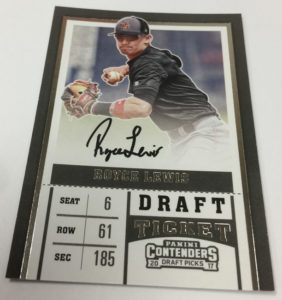 Royce Lewis
ROYCE LEWIS
SEAT 6
ROW 61
SEC 185
DRAFT
TICKET
PANINI
CONTENDERS
20 17
DRAFT PICKS